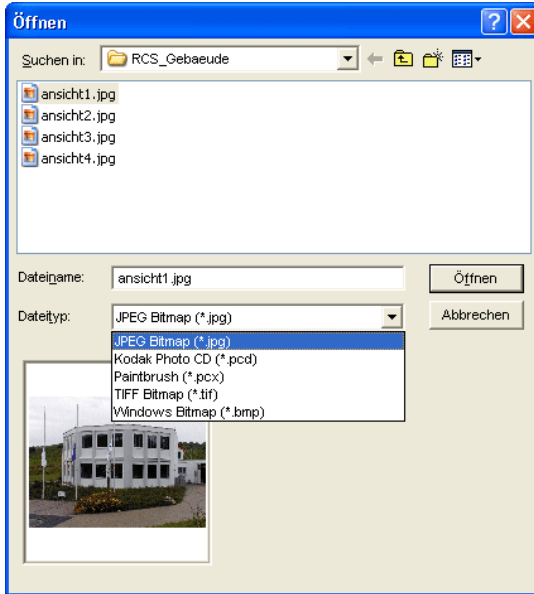 Öffnen
Suchen in: RCS_Gebaeude
ansicht1.jpg
ansicht2.jpg
ansicht3.jpg
ansicht4.jpg
Dateiname: ansicht1.jpg Öffnen
Dateityp: JPEG Bitmap (*.jpg) Abbrechen
JPEG Bitmap (*.jpg)
Kodak Photo CD (*.pcd)
Paintbrush (*.pcx)
TIFF Bitmap (*.tif)
Windows Bitmap (*.bmp)